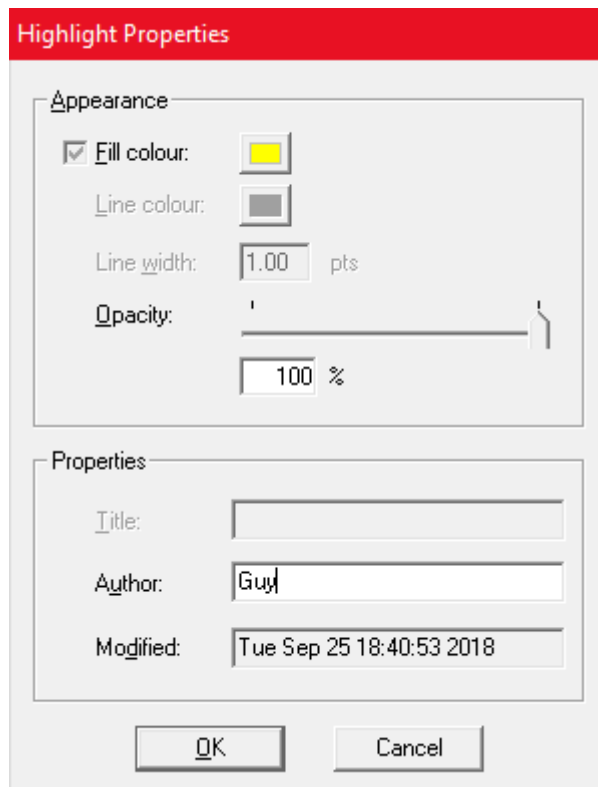 Highlight Properties
Appearance
Fill colour:
Line colour:
Line width: 1.00 pts
Opacity:
100 %
Properties
Title:
Author: Guy
Modified: Tue Sep 25 18:40:53 2018
OK Cancel